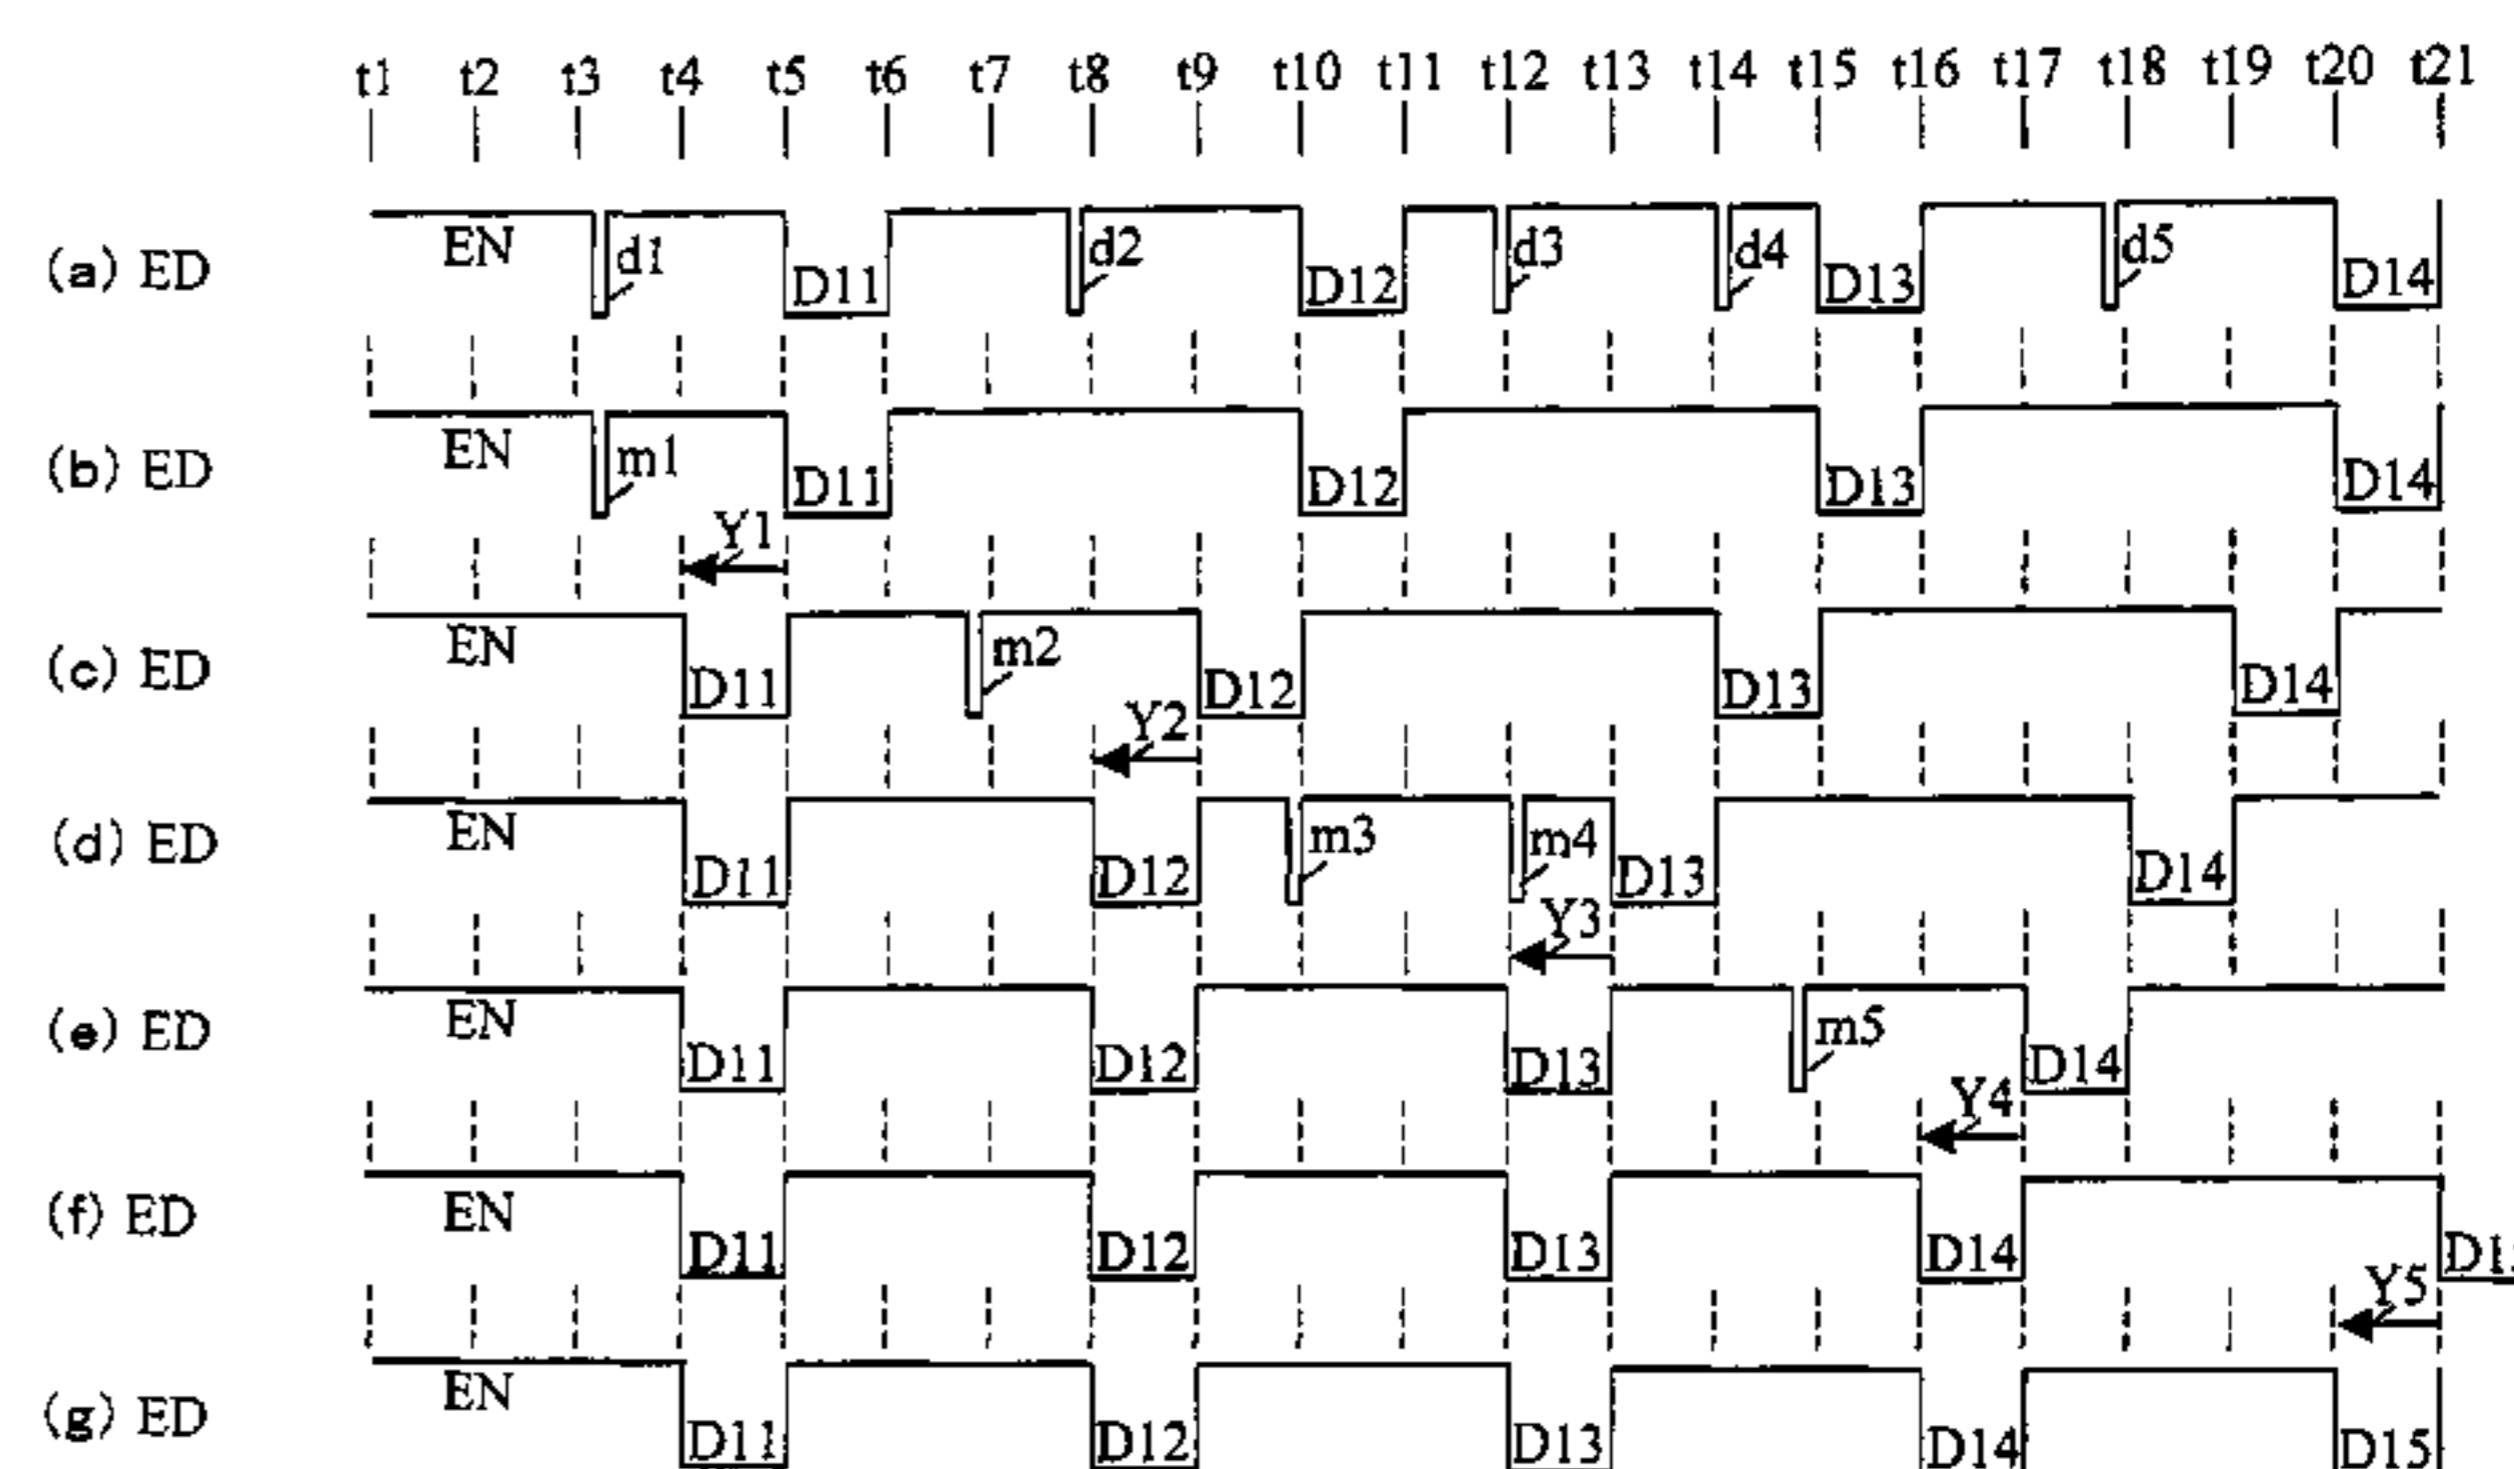 t1 t2 t3 t4 t5 t6 t7 t8 t9 t10 t11 t12 t13 t14 t15 t16 t17 t18 t19 t20 t21
(a) ED EN d1 D11 d2 D12 d3 d4 D13 d5 D14
(b) ED EN m1 D11 D12 D13 D14
Y1
(c) ED EN D11 m2 D12 D13 D14
Y2
(d) ED EN D11 D12 m3 m4 D13 D14
Y3
(e) ED EN D11 D12 D13 m5 D14
Y4
(f) ED EN D11 D12 D13 D14
Y5
(g) ED EN D11 D12 D13 D14 D15